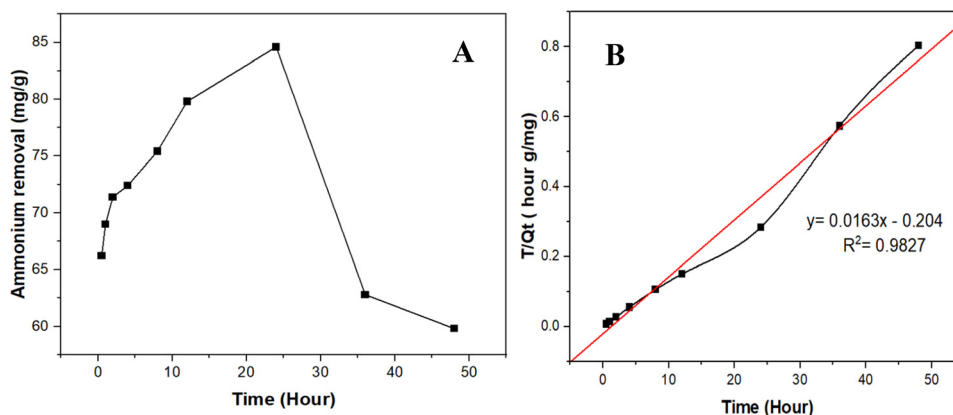 A
Ammonium removal (mg/g)
85
80
75
70
65
60
0 10 20 30 40 50
Time (Hour)
B
T/Qt ( hour g/mg)
0.8
0.6
0.4
0.2
0.0
y= 0.0163x - 0.204
R²= 0.9827
0 10 20 30 40 50
Time (Hour)